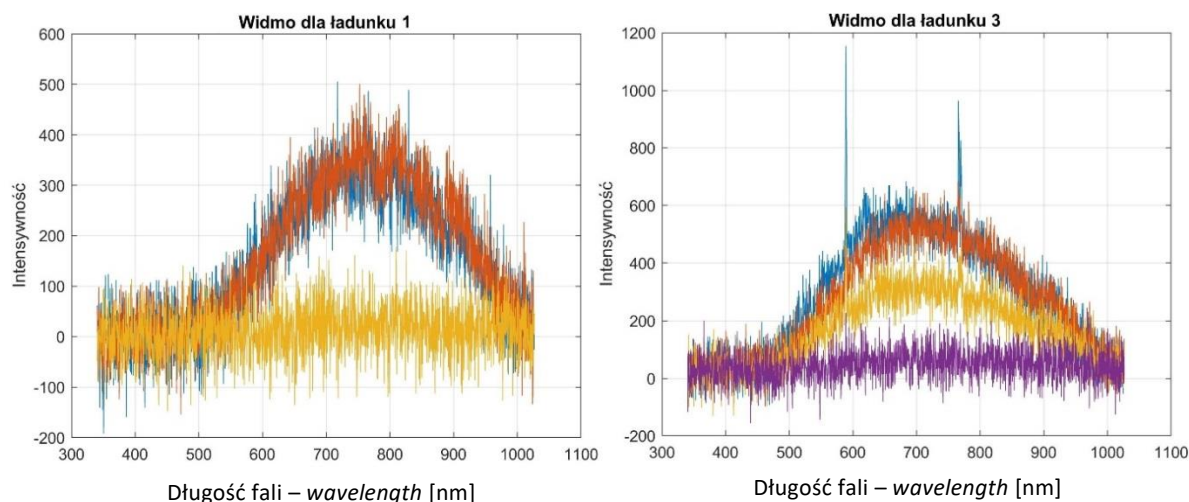 Widmo dla ładunku 1
600
500
400
300
200
100
0
-100
-200
Intensywność
300 400 500 600 700 800 900 1000 1100
Długość fali – wavelength [nm]
Widmo dla ładunku 3
1200
1000
800
600
400
200
0
-200
Intensywność
300 400 500 600 700 800 900 1000 1100
Długość fali – wavelength [nm]